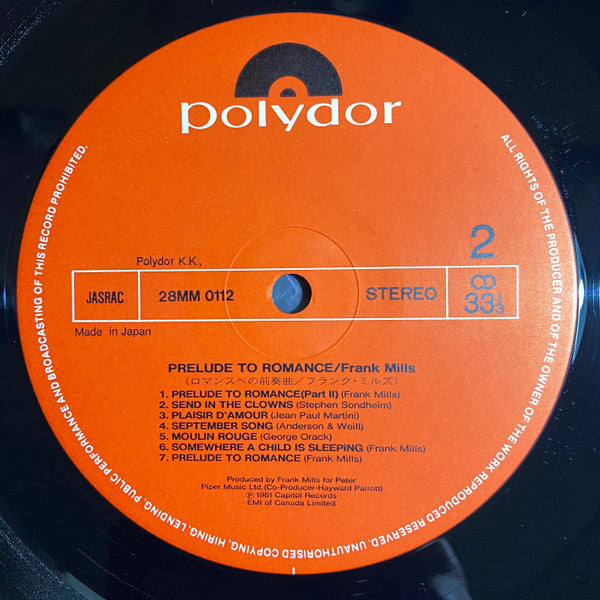 polydor
2
Polydor K.K.,
JASRAC
28MM 0112
STEREO
33⅓
Made in Japan
PRELUDE TO ROMANCE/Frank Mills
(ロマンスへの前奏曲/フランク・ミルズ)
1. PRELUDE TO ROMANCE(Part II) (Frank Mills)
2. SEND IN THE CLOWNS (Stephen Sondheim)
3. PLAISIR D'AMOUR (Jean Paul Martini)
4. SEPTEMBER SONG (Anderson & Weill)
5. MOULIN ROUGE (George Orack)
6. SOMEWHERE A CHILD IS SLEEPING (Frank Mills)
7. PRELUDE TO ROMANCE (Frank Mills)
Produced by Frank Mills for Peter
Piper Music Ltd.(Co-Producer-Hayward Parrott)
Ⓟ 1981 Capitol Records
EMI of Canada Limited.
ALL RIGHTS OF THE PRODUCER AND OF THE OWNER OF THE WORK REPRODUCED RESERVED. UNAUTHORISED COPYING, HIRING, LENDING, PUBLIC PERFORMANCE AND BROADCASTING OF THIS RECORD PROHIBITED.